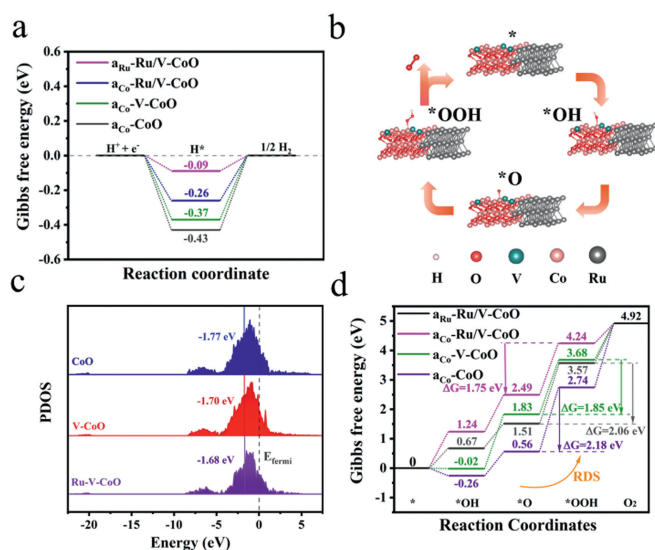 a
Gibbs free energy (eV)
0.6
0.4
0.2
0.0
-0.2
-0.4
0.6
aRu-Ru/V-CoO
aCo-Ru/V-CoO
aCo-V-CoO
aCo-CoO
H+ + e-
H*
1/2 H2
-0.09
-0.26
-0.37
-0.43
Reaction coordinate
b
*
*OOH
*OH
*O
H O V Co Ru
c
PDOS
CoO
-1.77 eV
V-CoO
-1.70 eV
Efermi
Ru-V-CoO
-1.68 eV
-20 -15 -10 -5 0 5
Energy (eV)
d
Gibbs free energy (eV)
5
4
3
2
1
0
-1
aRu-Ru/V-CoO
aCo-Ru/V-CoO
aCo-V-CoO
aCo-CoO
4.92
4.24
3.68
3.57
2.74
ΔG=1.75 eV
2.49
1.83
ΔG=1.85 eV
1.24
1.51
ΔG=2.06 eV
0.67
0.56
ΔG=2.18 eV
0
-0.02
-0.26
RDS
* *OH *O *OOH O2
Reaction Coordinates